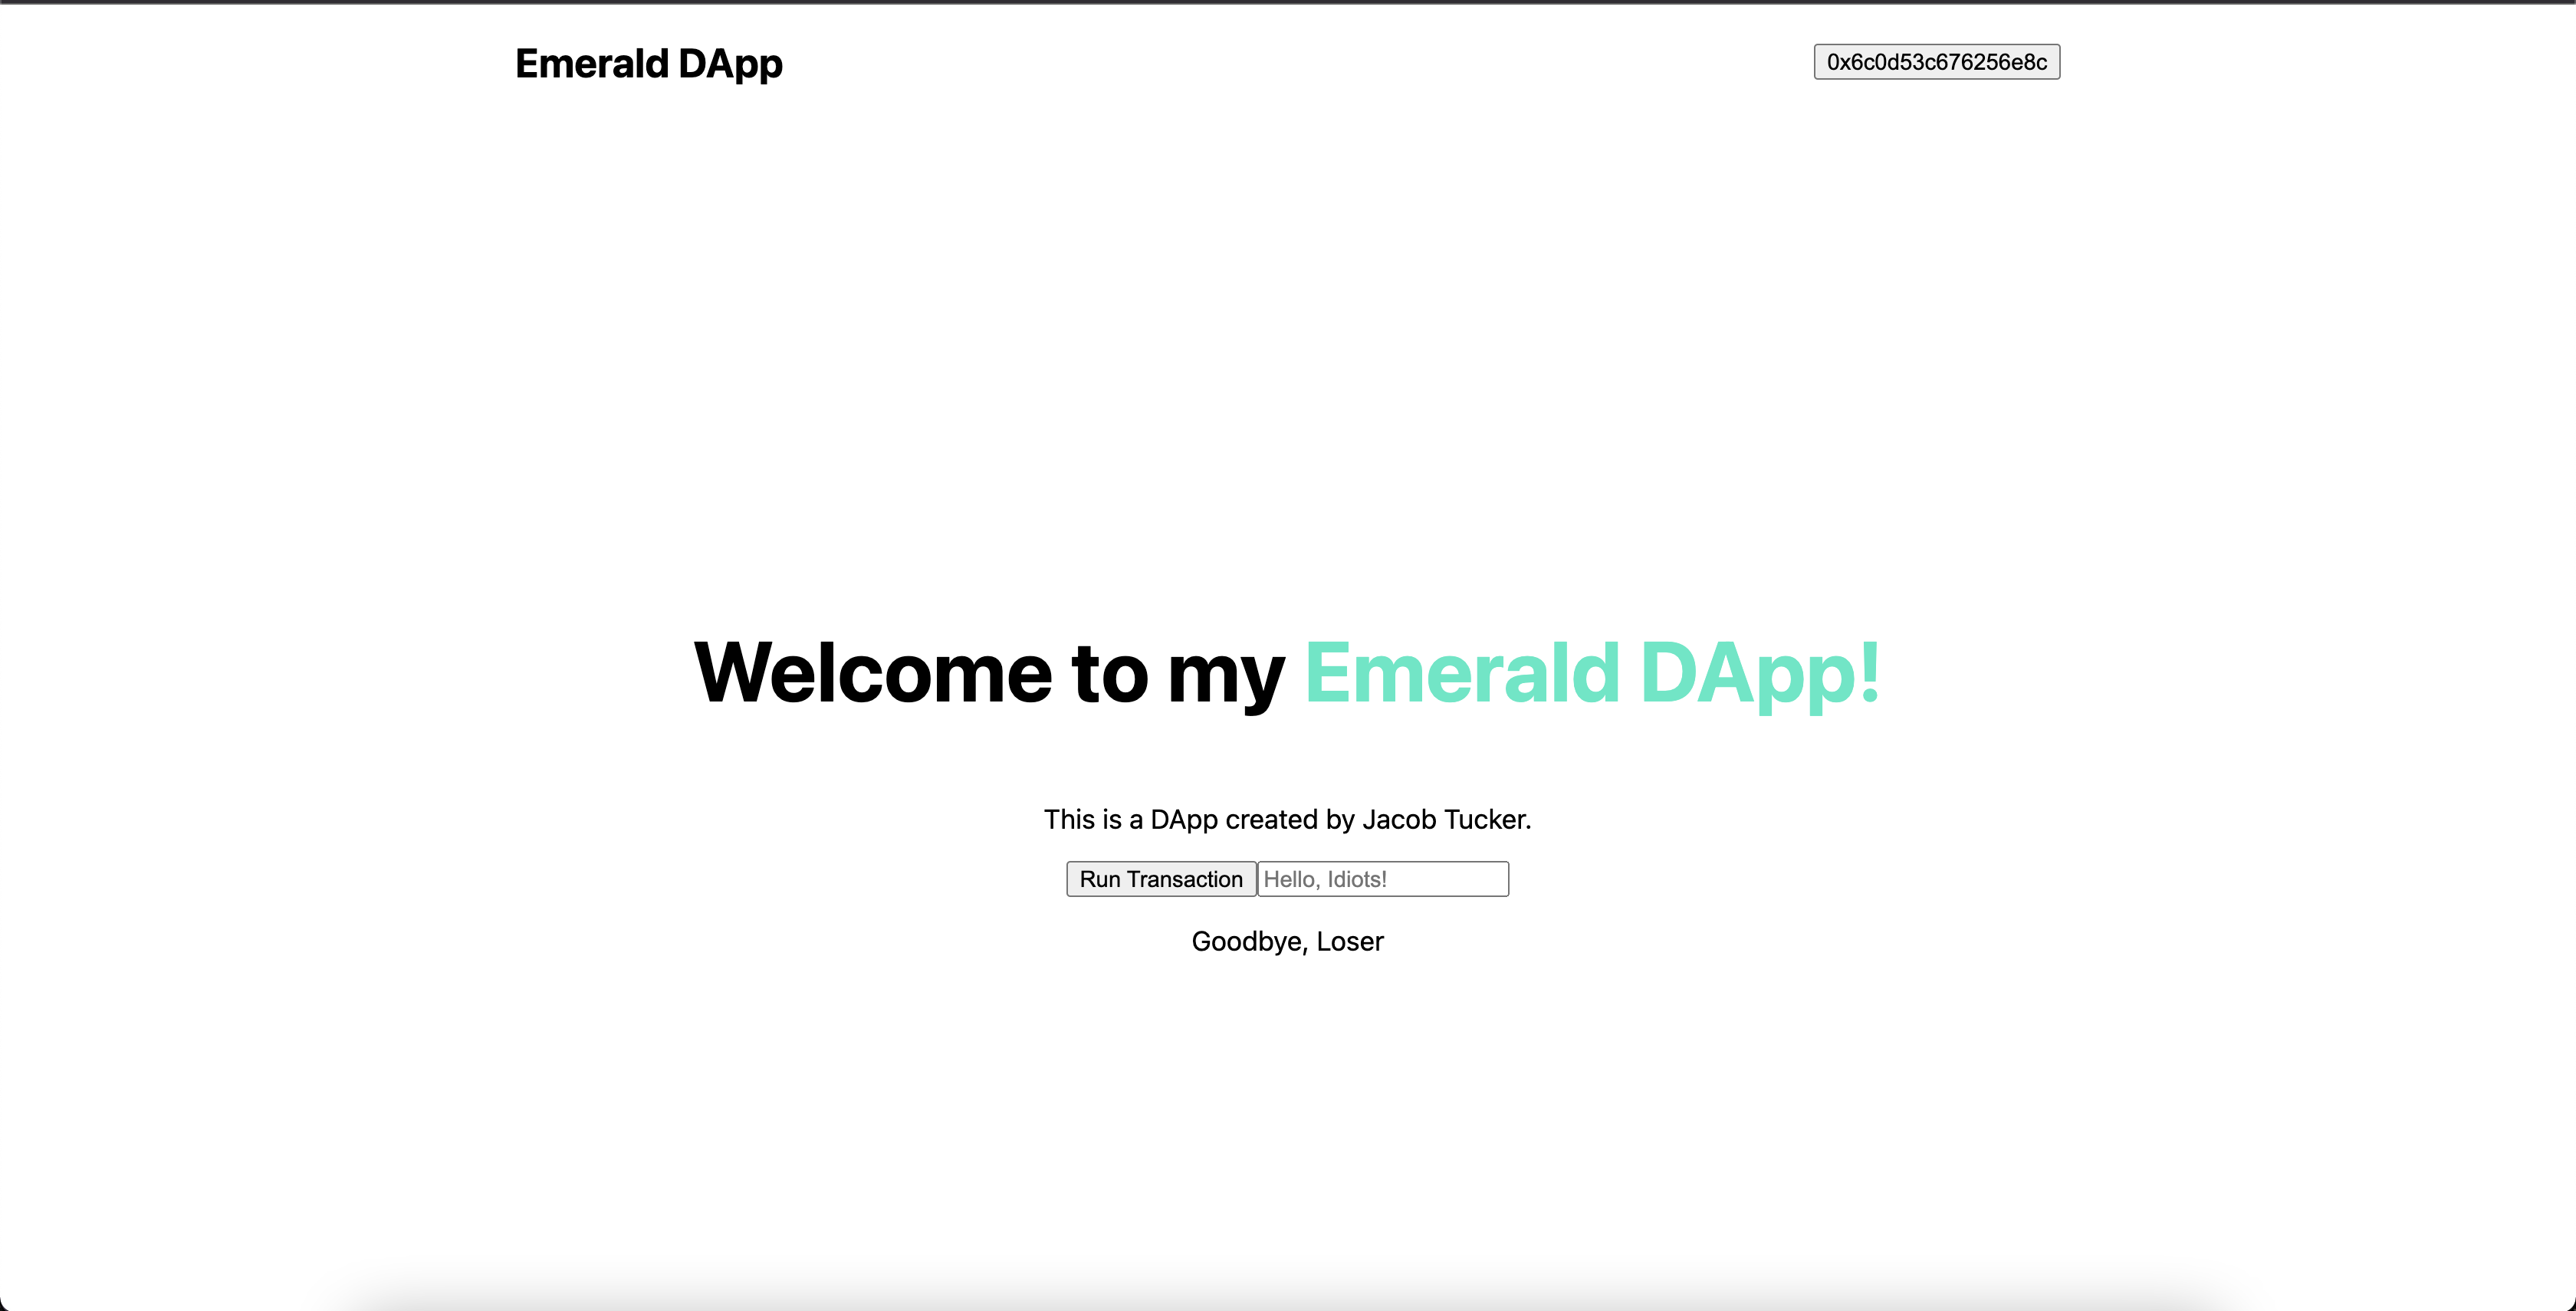 Emerald DApp
0x6c0d53c676256e8c
Welcome to my Emerald DApp!
This is a DApp created by Jacob Tucker.
Run Transaction Hello, Idiots!
Goodbye, Loser